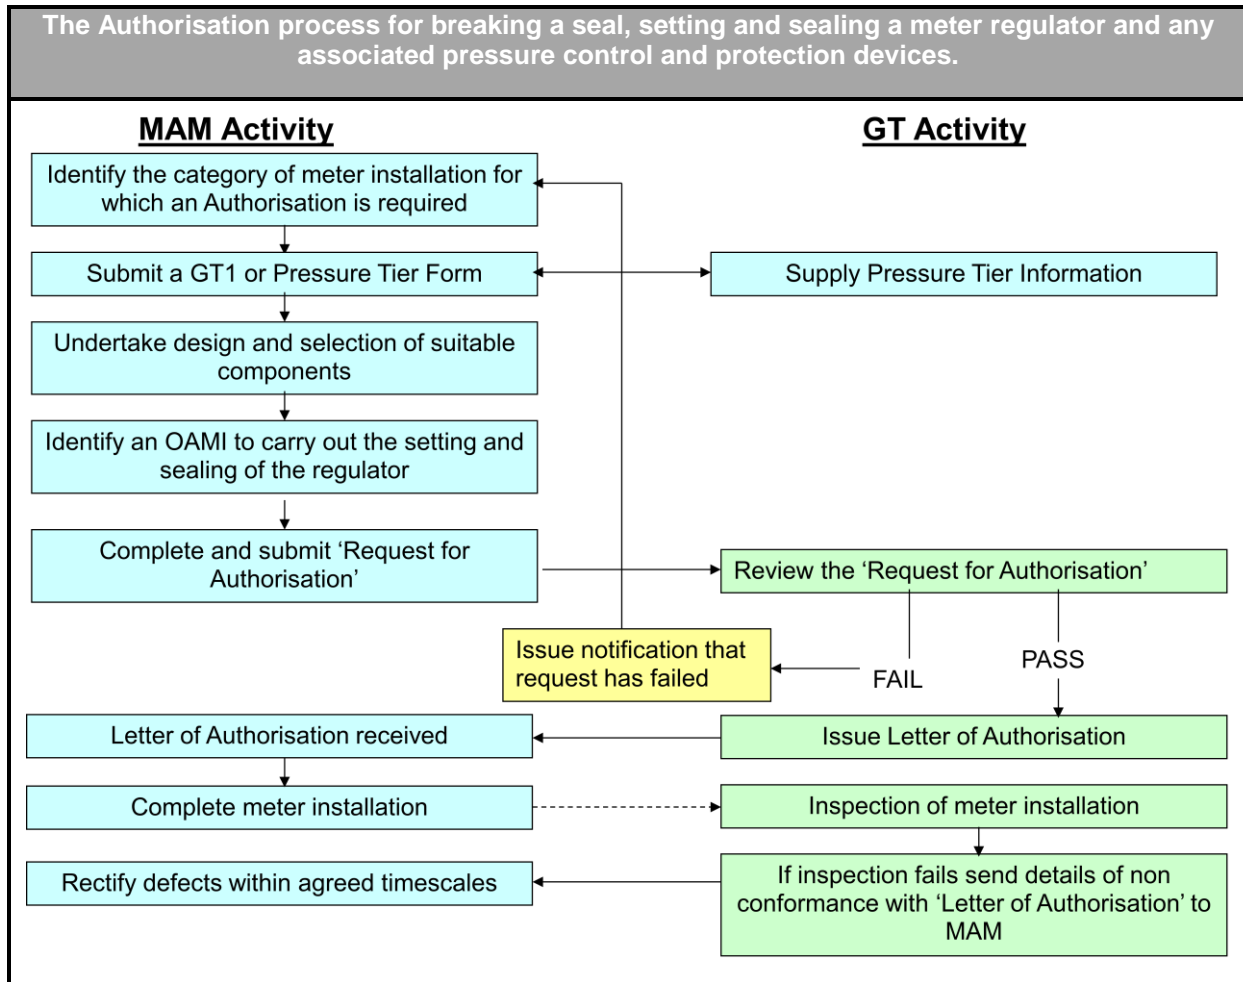 The Authorisation process for breaking a seal, setting and sealing a meter regulator and any
associated pressure control and protection devices.
MAM Activity
GT Activity
Identify the category of meter installation for
which an Authorisation is required
Submit a GT1 or Pressure Tier Form
Supply Pressure Tier Information
Undertake design and selection of suitable
components
Identify an OAMI to carry out the setting and
sealing of the regulator
Complete and submit ‘Request for
Authorisation’
Review the ‘Request for Authorisation’
Issue notification that
request has failed
FAIL
PASS
Letter of Authorisation received
Issue Letter of Authorisation
Complete meter installation
Inspection of meter installation
Rectify defects within agreed timescales
If inspection fails send details of non
conformance with ‘Letter of Authorisation’ to
MAM